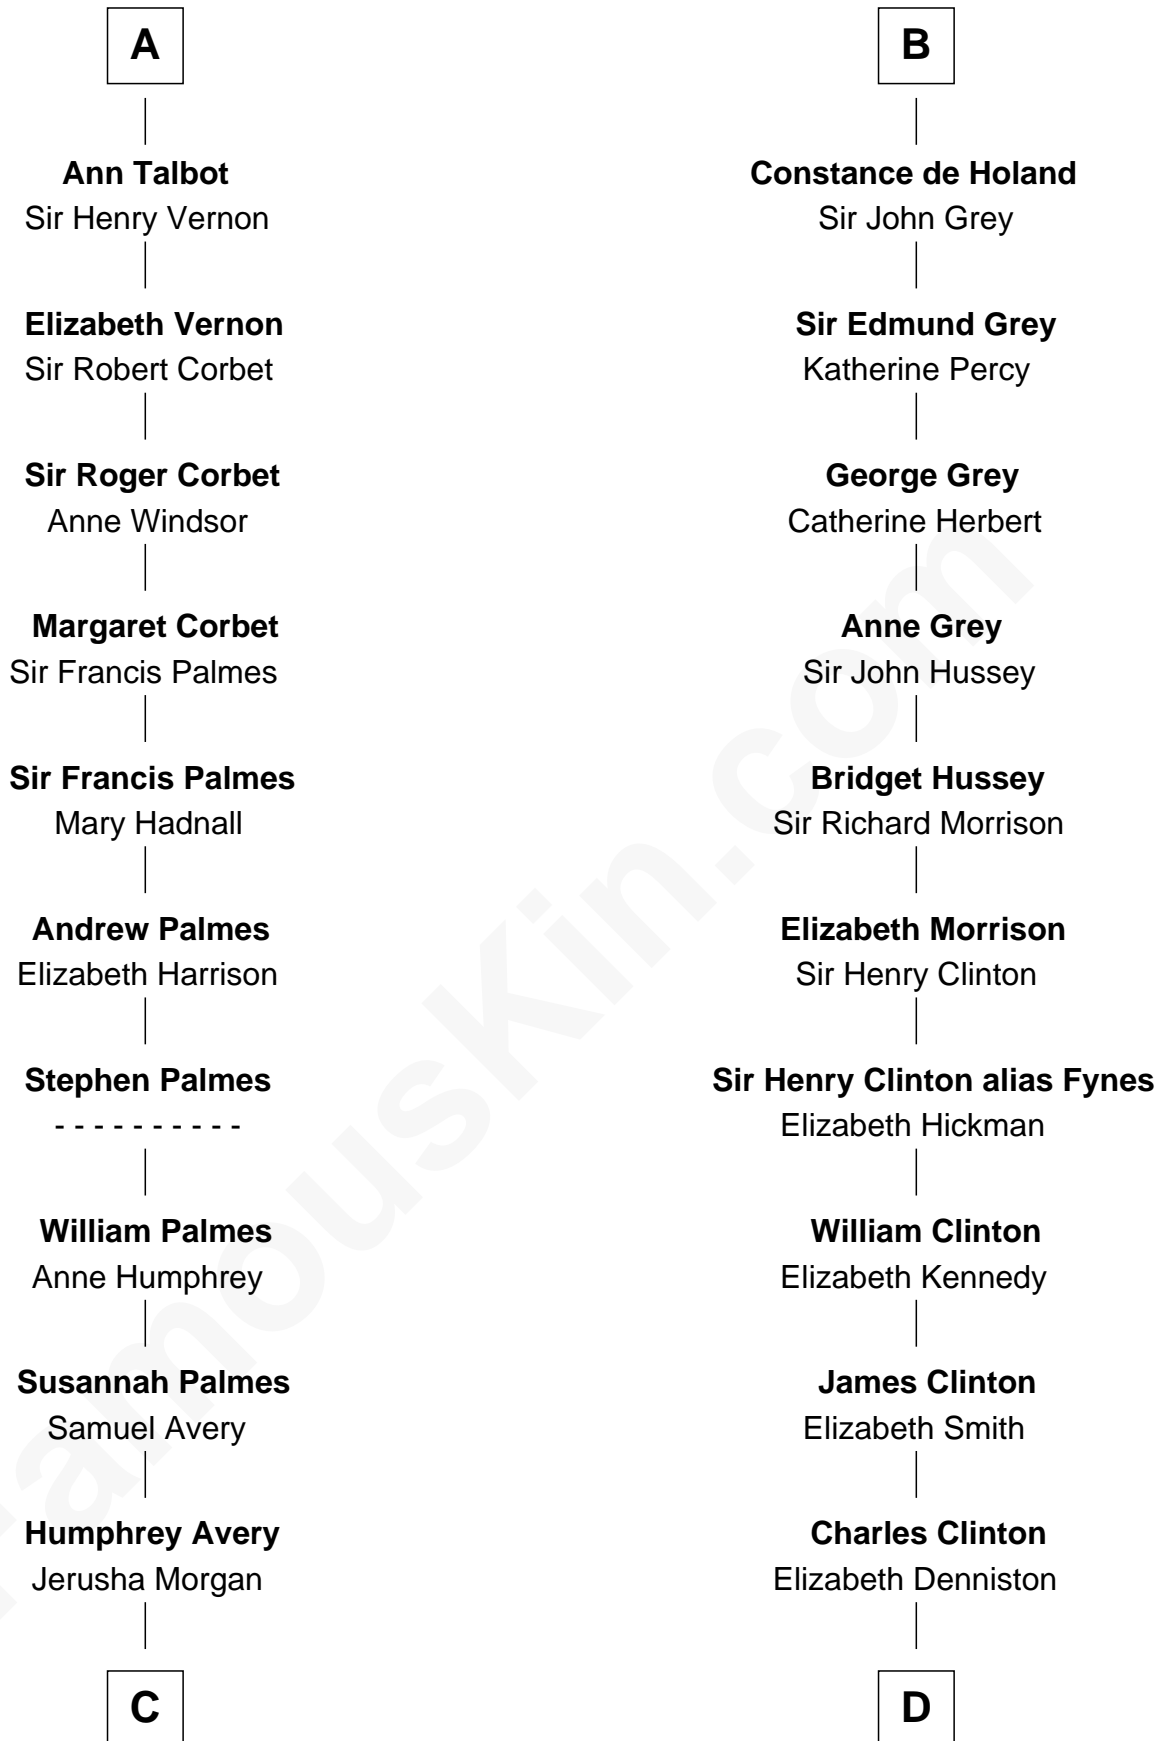 A
Ann Talbot
Sir Henry Vernon
Elizabeth Vernon
Sir Robert Corbet
Sir Roger Corbet
Anne Windsor
Margaret Corbet
Sir Francis Palmes
Sir Francis Palmes
Mary Hadnall
Andrew Palmes
Elizabeth Harrison
Stephen Palmes
- - - - - - - - - -
William Palmes
Anne Humphrey
Susannah Palmes
Samuel Avery
Humphrey Avery
Jerusha Morgan
C
B
Constance de Holand
Sir John Grey
Sir Edmund Grey
Katherine Percy
George Grey
Catherine Herbert
Anne Grey
Sir John Hussey
Bridget Hussey
Sir Richard Morrison
Elizabeth Morrison
Sir Henry Clinton
Sir Henry Clinton alias Fynes
Elizabeth Hickman
William Clinton
Elizabeth Kennedy
James Clinton
Elizabeth Smith
Charles Clinton
Elizabeth Denniston
D
FamousKin.com